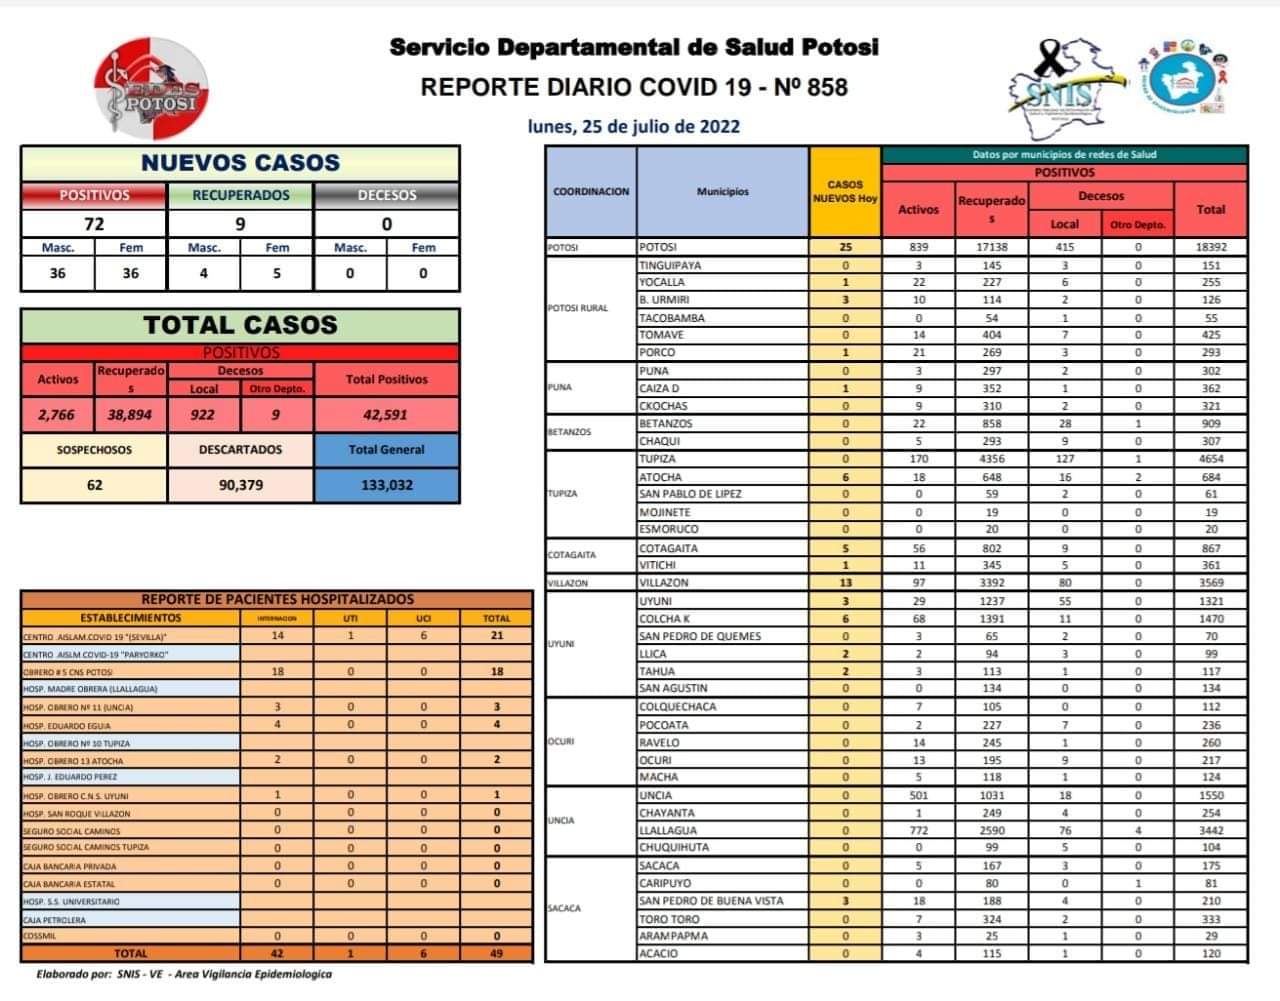 Servicio Departamental de Salud Potosi
REPORTE DIARIO COVID 19 - Nº 858
lunes, 25 de julio de 2022
SEDES
POTOSI
SNIS
NUEVOS CASOS
POSITIVOS RECUPERADOS DECESOS
72 9 0
Masc. Fem Masc. Fem Masc. Fem
36 36 4 5 0 0
TOTAL CASOS
POSITIVOS
Activos Recuperado s Decesos Total Positivos
Local Otro Depto.
2,766 38,894 922 9 42,591
SOSPECHOSOS DESCARTADOS Total General
62 90,379 133,032
REPORTE DE PACIENTES HOSPITALIZADOS
ESTABLECIMIENTOS INTERNACION UTI UCI TOTAL
CENTRO .AISLAM.COVID 19 "(SEVILLA)" 14 1 6 21
CENTRO .AISLM.COVID-19 "PARYORKO"
OBRERO # 5 CNS POTOSI 18 0 0 18
HOSP. MADRE OBRERA (LLALLAGUA)
HOSP. OBRERO Nº 11 (UNCIA) 3 0 0 3
HOSP. EDUARDO EGUIA 4 0 0 4
HOSP. OBRERO Nº 10 TUPIZA
HOSP. OBRERO 13 ATOCHA 2 0 0 2
HOSP. J. EDUARDO PEREZ
HOSP. OBRERO C.N.S. UYUNI 1 0 0 1
HOSP. SAN ROQUE VILLAZON 0 0 0 0
SEGURO SOCIAL CAMINOS 0 0 0 0
SEGURO SOCIAL CAMINOS TUPIZA 0 0 0 0
CAJA BANCARIA PRIVADA 0 0 0 0
CAJA BANCARIA ESTATAL 0 0 0 0
HOSP. S.S. UNIVERSITARIO
CAJA PETROLERA
COSSMIL 0 0 0 0
TOTAL 42 1 6 49
Elaborado por: SNIS - VE - Area Vigilancia Epidemiologica
Datos por municipios de redes de Salud
COORDINACION Municipios CASOS NUEVOS Hoy POSITIVOS
Activos Recuperado s Decesos Total
Local Otro Depto.
POTOSI POTOSI 25 839 17138 415 0 18392
POTOSI RURAL TINGUIPAYA 0 3 145 3 0 151
YOCALLA 1 22 227 6 0 255
B. URMIRI 3 10 114 2 0 126
TACOBAMBA 0 0 54 1 0 55
TOMAVE 0 14 404 7 0 425
PORCO 1 21 269 3 0 293
PUNA PUNA 0 3 297 2 0 302
CAIZA D 1 9 352 1 0 362
CKOCHAS 0 9 310 2 0 321
BETANZOS BETANZOS 0 22 858 28 1 909
CHAQUI 0 5 293 9 0 307
TUPIZA TUPIZA 0 170 4356 127 1 4654
ATOCHA 6 18 648 16 2 684
SAN PABLO DE LIPEZ 0 0 59 2 0 61
MOJINETE 0 0 19 0 0 19
ESMORUCO 0 0 20 0 0 20
COTAGAITA COTAGAITA 5 56 802 9 0 867
VITICHI 1 11 345 5 0 361
VILLAZON VILLAZON 13 97 3392 80 0 3569
UYUNI UYUNI 3 29 1237 55 0 1321
COLCHA K 6 68 1391 11 0 1470
SAN PEDRO DE QUEMES 0 3 65 2 0 70
LLICA 2 2 94 3 0 99
TAHUA 2 3 113 1 0 117
SAN AGUSTIN 0 0 134 0 0 134
OCURI COLQUECHACA 0 7 105 0 0 112
POCOATA 0 2 227 7 0 236
RAVELO 0 14 245 1 0 260
OCURI 0 13 195 9 0 217
MACHA 0 5 118 1 0 124
UNCIA UNCIA 0 501 1031 18 0 1550
CHAYANTA 0 1 249 4 0 254
LLALLAGUA 0 772 2590 76 4 3442
CHUQUIHUTA 0 0 99 5 0 104
SACACA SACACA 0 5 167 3 0 175
CARIPUYO 0 0 80 0 1 81
SAN PEDRO DE BUENA VISTA 3 18 188 4 0 210
TORO TORO 0 7 324 2 0 333
ARAMPAPMA 0 3 25 1 0 29
ACACIO 0 4 115 1 0 120